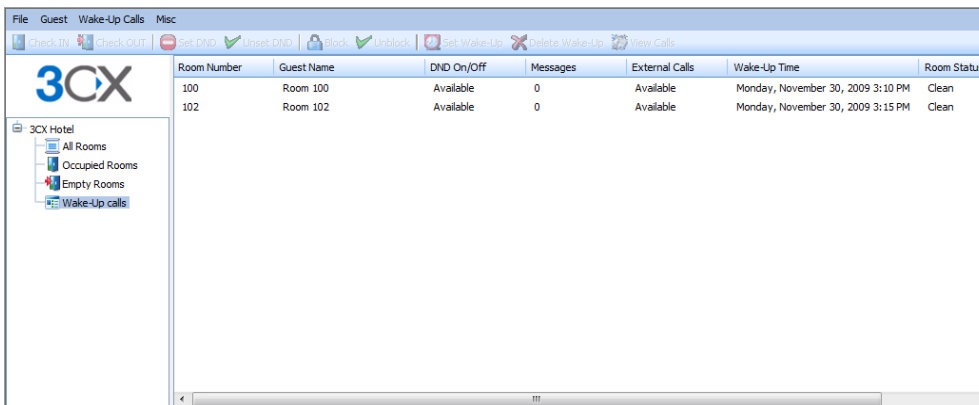 File Guest Wake-Up Calls Misc
Check IN Check OUT Set DND Unset DND Block Unblock Set Wake-Up Delete Wake-Up View Calls
3CX
Room Number Guest Name DND On/Off Messages External Calls Wake-Up Time Room Statu
100 Room 100 Available 0 Available Monday, November 30, 2009 3:10 PM Clean
102 Room 102 Available 0 Available Monday, November 30, 2009 3:15 PM Clean
3CX Hotel
All Rooms
Occupied Rooms
Empty Rooms
Wake-Up calls